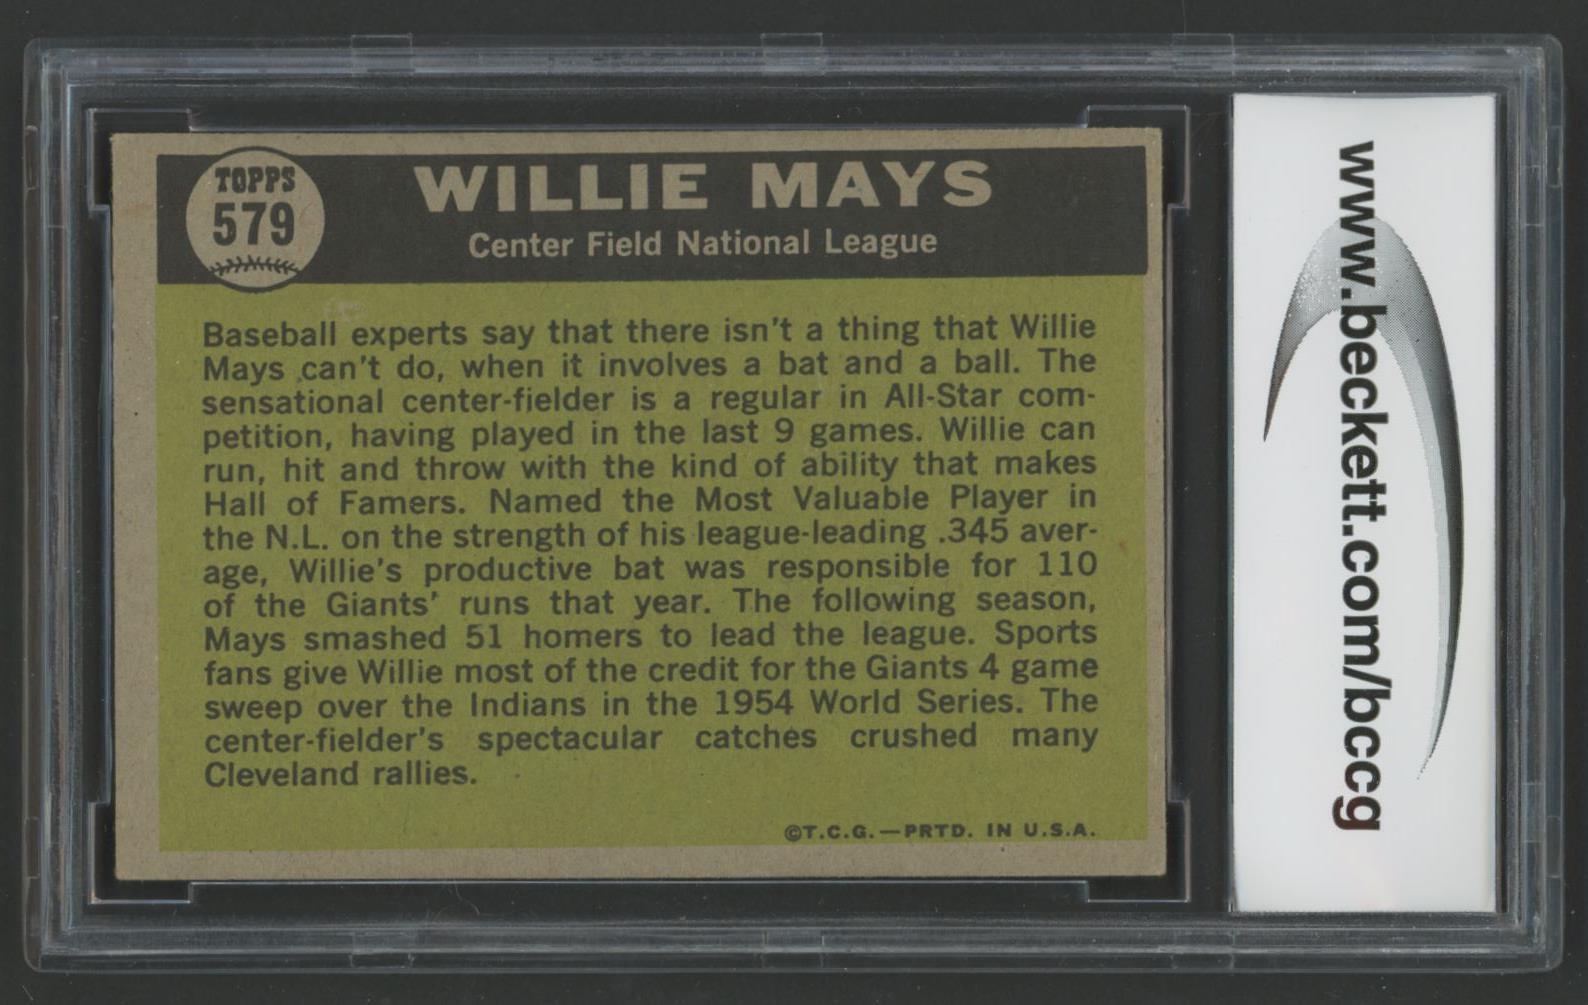 TOPPS
579
WILLIE MAYS
Center Field National League
Baseball experts say that there isn't a thing that Willie
Mays can't do, when it involves a bat and a ball. The
sensational center-fielder is a regular in All-Star com-
petition, having played in the last 9 games. Willie can
run, hit and throw with the kind of ability that makes
Hall of Famers. Named the Most Valuable Player in
the N.L. on the strength of his league-leading .345 aver-
age, Willie's productive bat was responsible for 110
of the Giants' runs that year. The following season,
Mays smashed 51 homers to lead the league. Sports
fans give Willie most of the credit for the Giants 4 game
sweep over the Indians in the 1954 World Series. The
center-fielder's spectacular catches crushed many
Cleveland rallies.
©T.C.G.—PRTD. IN U.S.A.
www.beckett.com/bccg